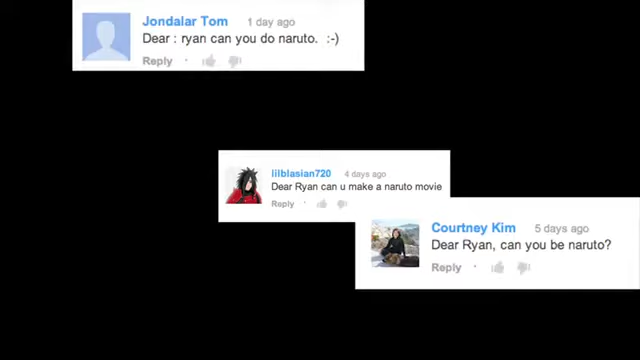 Jondalar Tom 1 day ago
Dear : ryan can you do naruto. :-)
Reply
lilblasian720 4 days ago
Dear Ryan can u make a naruto movie
Reply
Courtney Kim 5 days ago
Dear Ryan, can you be naruto?
Reply